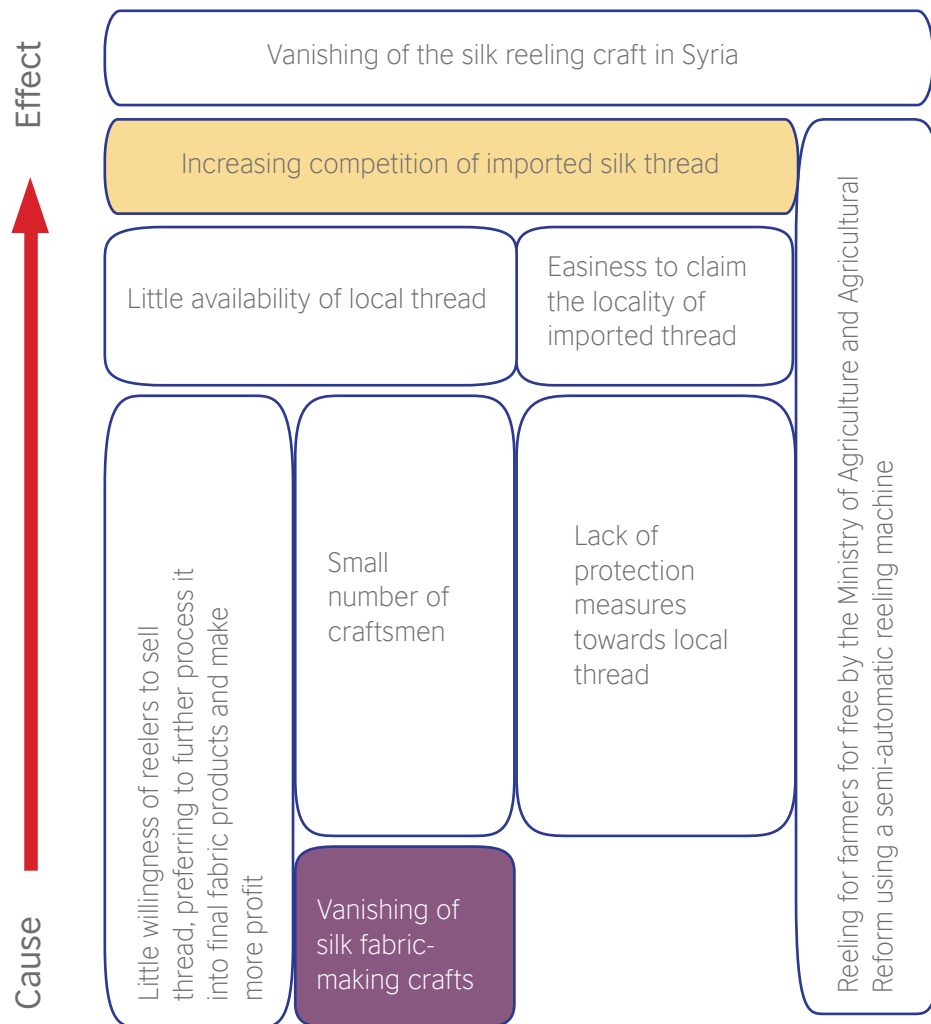 Effect
Vanishing of the silk reeling craft in Syria
Increasing competition of imported silk thread
Little availability of local thread
Easiness to claim
the locality of
imported thread
Little willingness of reelers to sell
thread, preferring to further process it
into final fabric products and make
more profit
Small
number of
craftsmen
Lack of
protection
measures
towards local
thread
Reeling for farmers for free by the Ministry of Agriculture and Agricultural
Reform using a semi-automatic reeling machine
Vanishing of
silk fabric-
making crafts
Cause